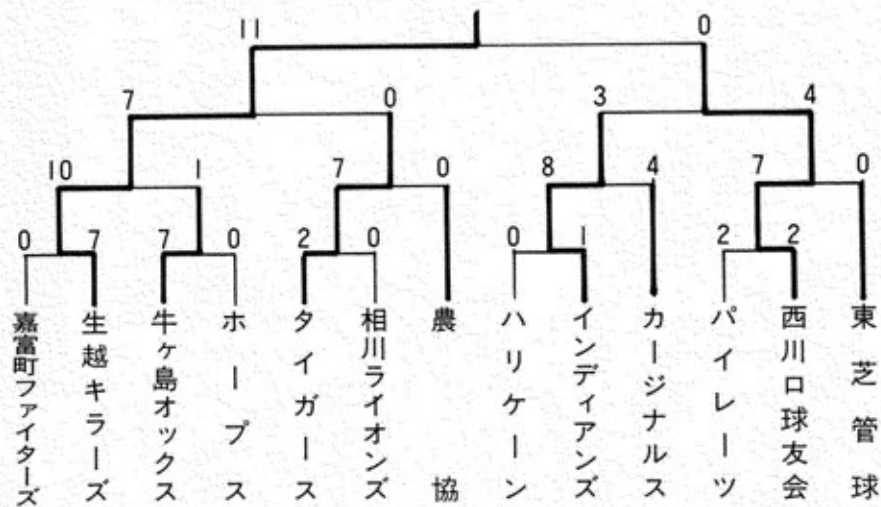 11 0
7 0 3 4
10 1 7 0 8 4 7 0
0 7 7 0 2 0 0 1 2 2
嘉富町ファイターズ
生越キラーズ
牛ヶ島オックス
ホープス
タイガース
相川ライオンズ
農協
ハリケーン
インディアンズ
カージナルス
パイレーツ
西川口球友会
東芝管球